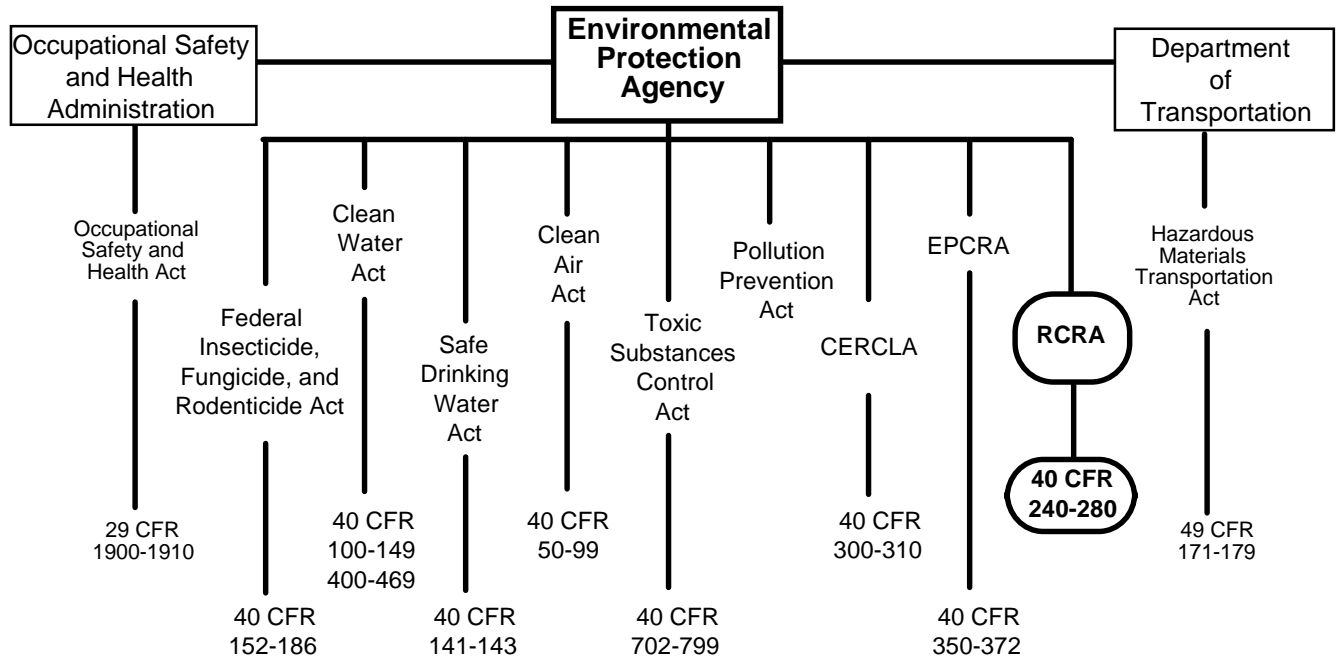 Occupational Safety
and Health
Administration
Environmental
Protection
Agency
Department
of
Transportation
Occupational
Safety and
Health Act
Federal
Insecticide,
Fungicide, and
Rodenticide Act
Clean
Water
Act
Safe
Drinking
Water
Act
Clean
Air
Act
Toxic
Substances
Control
Act
Pollution
Prevention
Act
CERCLA
EPCRA
RCRA
Hazardous
Materials
Transportation
Act
29 CFR
1900-1910
40 CFR
152-186
40 CFR
100-149
400-469
40 CFR
141-143
40 CFR
50-99
40 CFR
702-799
40 CFR
300-310
40 CFR
350-372
40 CFR
240-280
49 CFR
171-179